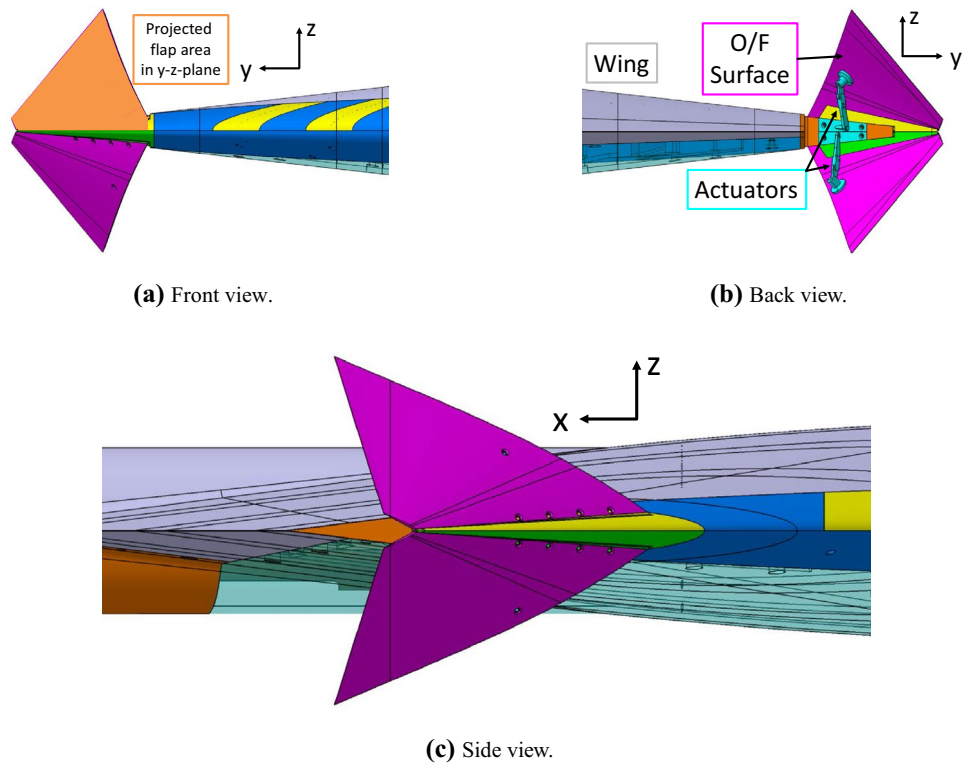 Projected
flap area
in y-z-plane
z
y
Wing
O/F
Surface
z
y
Actuators
(a) Front view.
(b) Back view.
z
x
(c) Side view.